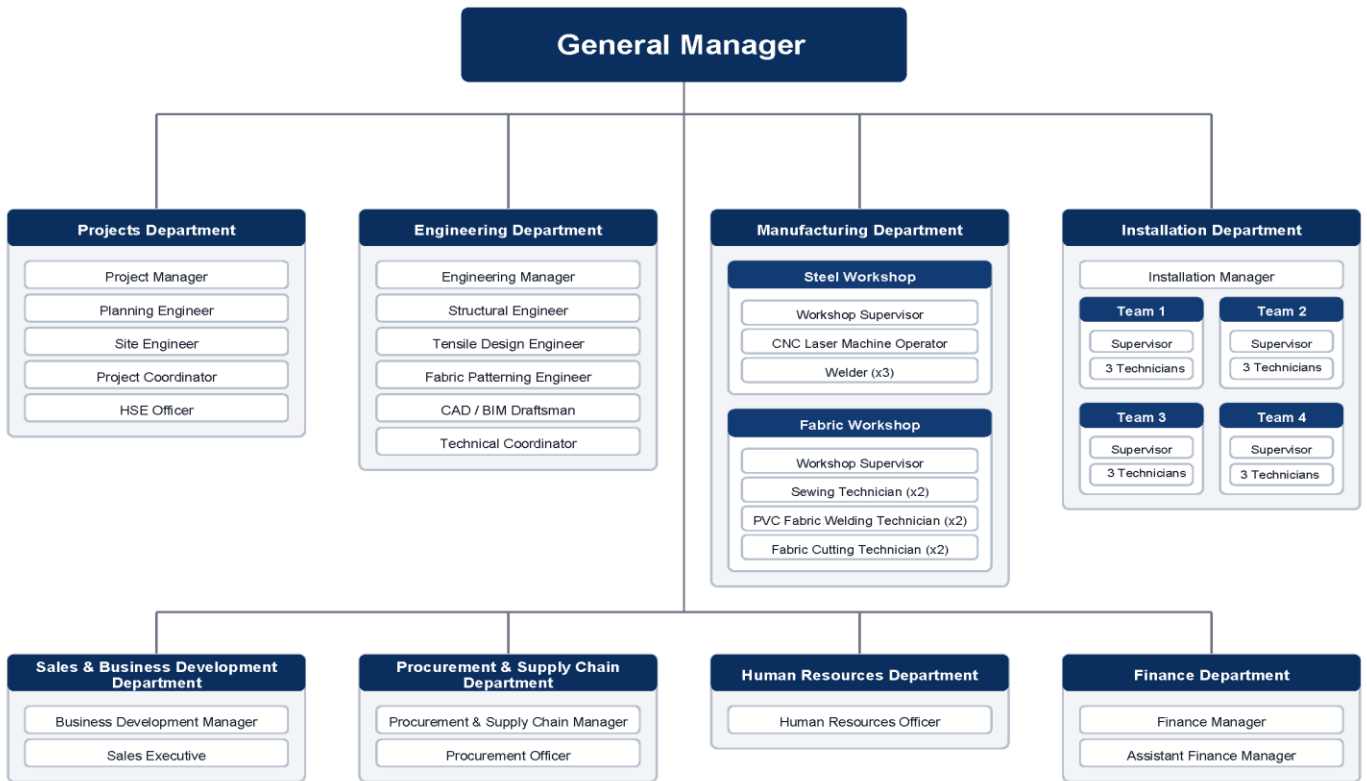 General Manager
Projects Department
Project Manager
Planning Engineer
Site Engineer
Project Coordinator
HSE Officer
Engineering Department
Engineering Manager
Structural Engineer
Tensile Design Engineer
Fabric Patterning Engineer
CAD / BIM Draftsman
Technical Coordinator
Manufacturing Department
Steel Workshop
Workshop Supervisor
CNC Laser Machine Operator
Welder (x3)
Fabric Workshop
Workshop Supervisor
Sewing Technician (x2)
PVC Fabric Welding Technician (x2)
Fabric Cutting Technician (x2)
Installation Department
Installation Manager
Team 1
Supervisor
3 Technicians
Team 2
Supervisor
3 Technicians
Team 3
Supervisor
3 Technicians
Team 4
Supervisor
3 Technicians
Sales & Business Development
Department
Business Development Manager
Sales Executive
Procurement & Supply Chain
Department
Procurement & Supply Chain Manager
Procurement Officer
Human Resources Department
Human Resources Officer
Finance Department
Finance Manager
Assistant Finance Manager